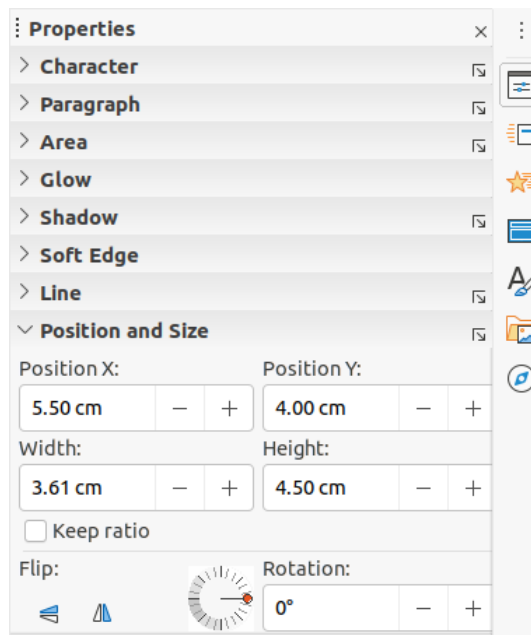 Properties
Character
Paragraph
Area
Glow
Shadow
Soft Edge
Line
Position and Size
Position X: Position Y:
5.50 cm 4.00 cm
Width: Height:
3.61 cm 4.50 cm
Keep ratio
Flip: Rotation:
0°